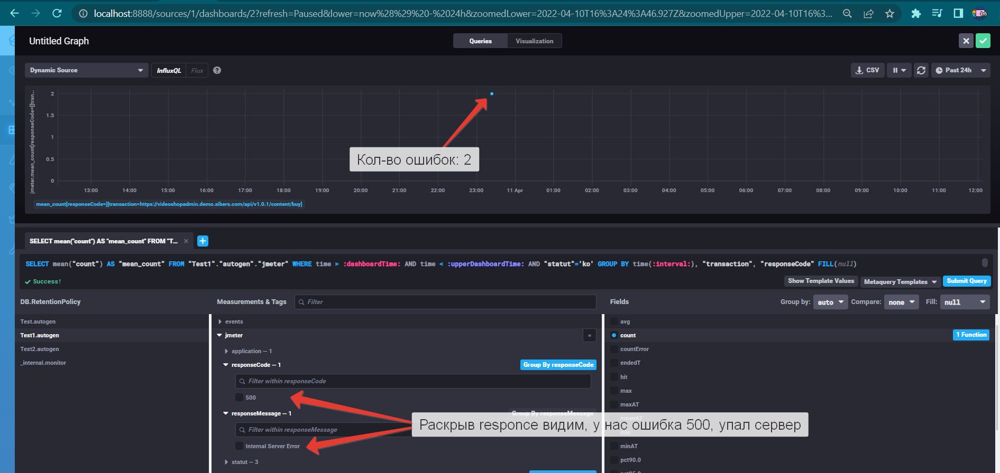 localhost:8888/sources/1/dashboards/2?refresh=Paused&lower=now%28%29%20-%2024h&zoomedLower=2022-04-10T16%3A24%3A46.927Z&zoomedUpper=2022-04-10T16%3...
Untitled Graph
Queries
Visualization
Dynamic Source
InfluxQL
Flux
?
CSV
Past 24h
jmeter.mean_count[responseCode=][tran...
2
1.5
1
0.5
0
Кол-во ошибок: 2
13:00 14:00 15:00 16:00 17:00 18:00 19:00 20:00 21:00 22:00 23:00 11 Apr 01:00 02:00 03:00 04:00 05:00 06:00 07:00 08:00 09:00 10:00 11:00 12:00
mean_count[responseCode=][transaction=https://videoshopadmin.demo.sibers.com/api/v1.0.1/content/buy]
SELECT mean("count") AS "mean_count" FROM "T...
SELECT mean("count") AS "mean_count" FROM "Test1"."autogen"."jmeter" WHERE time > :dashboardTime: AND time < :upperDashboardTime: AND "statut"='ko' GROUP BY time(:interval:), "transaction", "responseCode" FILL(null)
Success!
Show Template Values
Metaquery Templates
Submit Query
DB.RetentionPolicy
Measurements & Tags
Filter
Fields
Group by: auto
Compare: none
Fill: null
Test.autogen
Test1.autogen
Test2.autogen
_internal.monitor
events
jmeter
=
application – 1
responseCode – 1
Group By responseCode
Filter within responseCode
500
responseMessage – 1
Group By responseMessage
Filter within responseMessage
Раскрыв responce видим, у нас ошибка 500, упал сервер
Internal Server Error
statut – 3
avg
count
1 Function
countError
endedT
hit
max
maxAT
meanAT
min
minAT
pct90.0
pct95.0